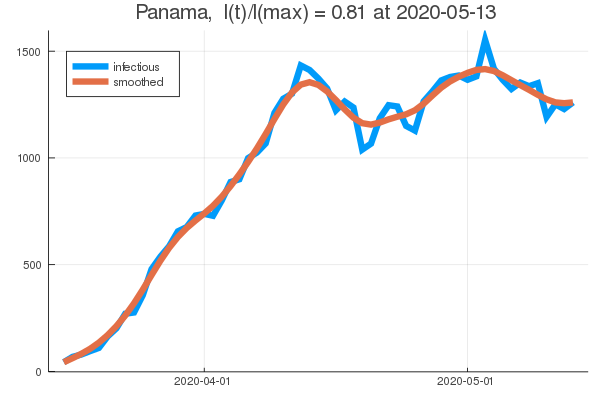 Panama,  I(t)/I(max) = 0.81 at 2020-05-13
1500
infectious
smoothed
1000
500
0
2020-04-01
2020-05-01